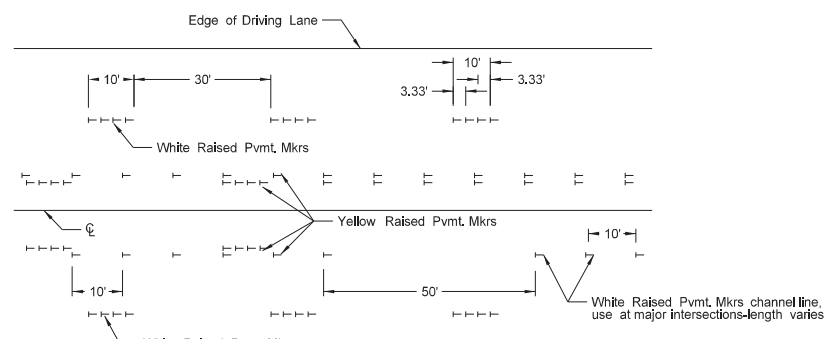 Edge of Driving Lane
10'
30'
10'
3.33'
3.33'
White Raised Pvmt. Mkrs
℄
Yellow Raised Pvmt. Mkrs
10'
10'
50'
White Raised Pvmt. Mkrs channel line,
use at major intersections-length varies